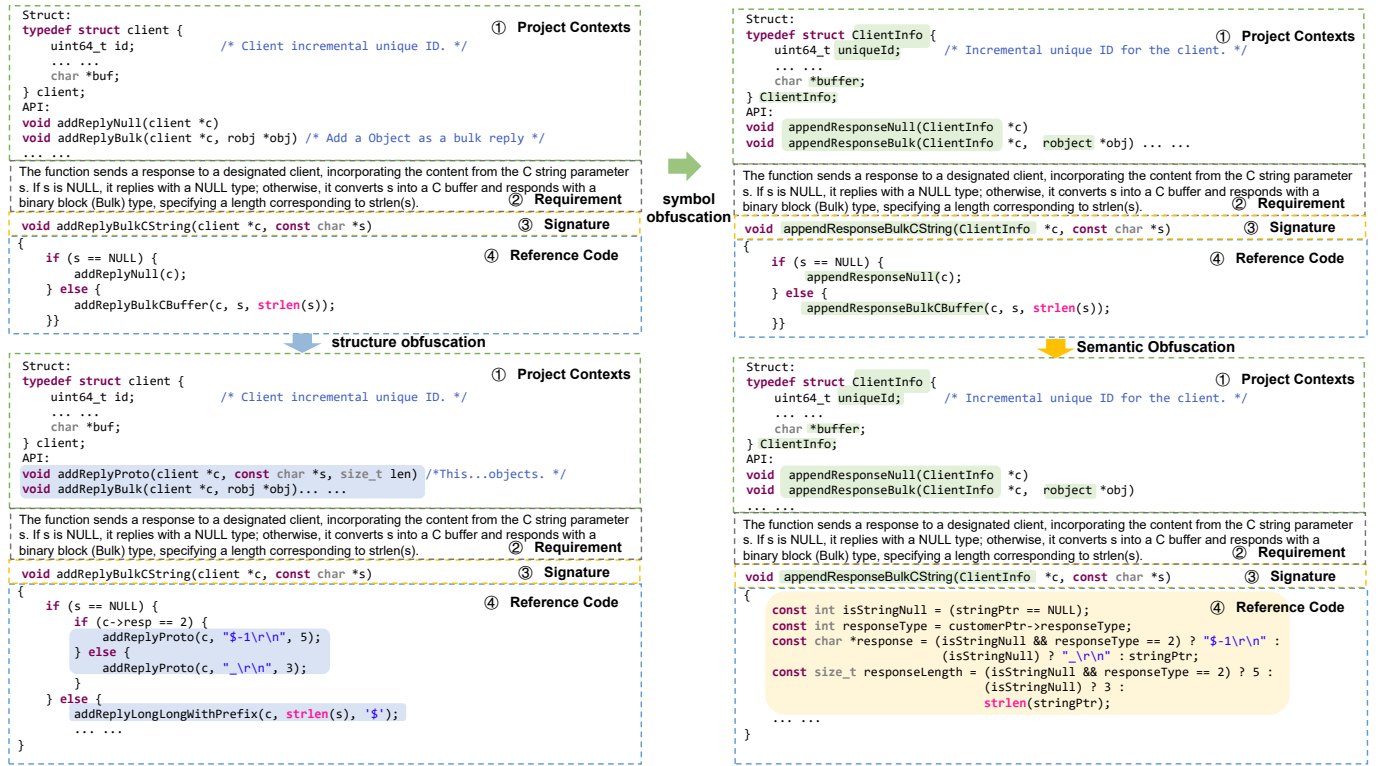 Struct:
① Project Contexts
typedef struct client {
uint64_t id; /* Client incremental unique ID. */
... ...
char *buf;
} client;
API:
void addReplyNull(client *c)
void addReplyBulk(client *c, robj *obj) /* Add a Object as a bulk reply */
... ...
The function sends a response to a designated client, incorporating the content from the C string parameter
s. If s is NULL, it replies with a NULL type; otherwise, it converts s into a C buffer and responds with a
binary block (Bulk) type, specifying a length corresponding to strlen(s).
② Requirement
void addReplyBulkCString(client *c, const char *s)
③ Signature
{
④ Reference Code
if (s == NULL) {
addReplyNull(c);
} else {
addReplyBulkCBuffer(c, s, strlen(s));
}}
structure obfuscation
Struct:
① Project Contexts
typedef struct client {
uint64_t id; /* Client incremental unique ID. */
... ...
char *buf;
} client;
API:
void addReplyProto(client *c, const char *s, size_t len) /*This...objects. */
void addReplyBulk(client *c, robj *obj)... ...
The function sends a response to a designated client, incorporating the content from the C string parameter
s. If s is NULL, it replies with a NULL type; otherwise, it converts s into a C buffer and responds with a
binary block (Bulk) type, specifying a length corresponding to strlen(s).
② Requirement
void addReplyBulkCString(client *c, const char *s)
③ Signature
{
④ Reference Code
if (s == NULL) {
if (c->resp == 2) {
addReplyProto(c, "$-1\r\n", 5);
} else {
addReplyProto(c, "_\r\n", 3);
}
} else {
addReplyLongLongWithPrefix(c, strlen(s), '$');
... ...
}
symbol
obfuscation
Struct:
① Project Contexts
typedef struct ClientInfo {
uint64_t uniqueId; /* Incremental unique ID for the client. */
... ...
char *buffer;
} ClientInfo;
API:
void appendResponseNull(ClientInfo *c)
void appendResponseBulk(ClientInfo *c, robject *obj) ... ...
The function sends a response to a designated client, incorporating the content from the C string parameter
s. If s is NULL, it replies with a NULL type; otherwise, it converts s into a C buffer and responds with a
binary block (Bulk) type, specifying a length corresponding to strlen(s).
② Requirement
void appendResponseBulkCString(ClientInfo *c, const char *s)
③ Signature
{
④ Reference Code
if (s == NULL) {
appendResponseNull(c);
} else {
appendResponseBulkCBuffer(c, s, strlen(s));
}}
Semantic Obfuscation
Struct:
① Project Contexts
typedef struct ClientInfo {
uint64_t uniqueId; /* Incremental unique ID for the client. */
... ...
char *buffer;
} ClientInfo;
API:
void appendResponseNull(ClientInfo *c)
void appendResponseBulk(ClientInfo *c, robject *obj)
... ...
The function sends a response to a designated client, incorporating the content from the C string parameter
s. If s is NULL, it replies with a NULL type; otherwise, it converts s into a C buffer and responds with a
binary block (Bulk) type, specifying a length corresponding to strlen(s).
② Requirement
void appendResponseBulkCString(ClientInfo *c, const char *s)
③ Signature
{
④ Reference Code
const int isStringNull = (stringPtr == NULL);
const int responseType = customerPtr->responseType;
const char *response = (isStringNull && responseType == 2) ? "$-1\r\n" :
(isStringNull) ? "_\r\n" : stringPtr;
const size_t responseLength = (isStringNull && responseType == 2) ? 5 :
(isStringNull) ? 3 :
strlen(stringPtr);
... ...
}